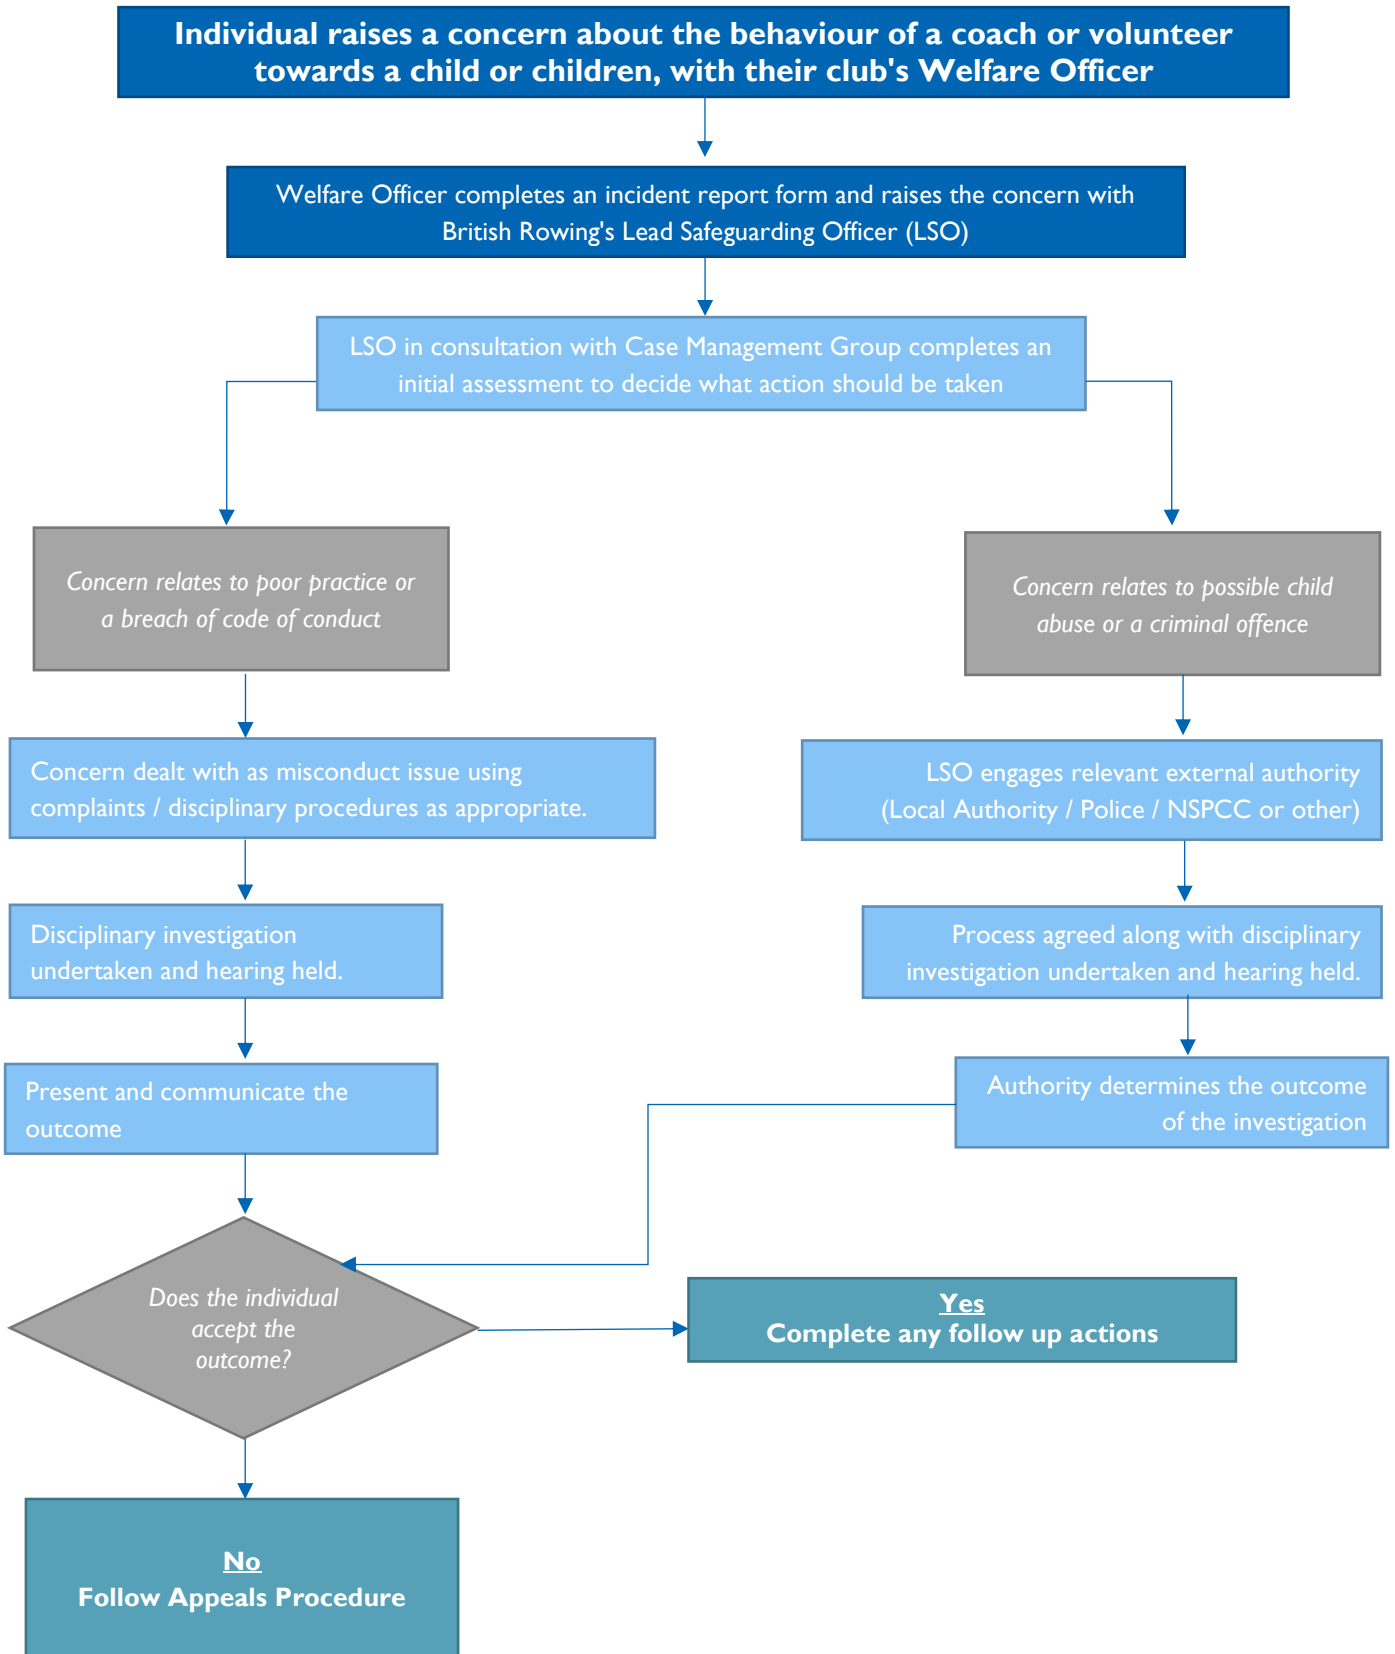 Individual raises a concern about the behaviour of a coach or volunteer
towards a child or children, with their club's Welfare Officer
Welfare Officer completes an incident report form and raises the concern with
British Rowing's Lead Safeguarding Officer (LSO)
LSO in consultation with Case Management Group completes an
initial assessment to decide what action should be taken
Concern relates to poor practice or
a breach of code of conduct
Concern relates to possible child
abuse or a criminal offence
Concern dealt with as misconduct issue using
complaints / disciplinary procedures as appropriate.
LSO engages relevant external authority
(Local Authority / Police / NSPCC or other)
Disciplinary investigation
undertaken and hearing held.
Process agreed along with disciplinary
investigation undertaken and hearing held.
Present and communicate the
outcome
Authority determines the outcome
of the investigation
Does the individual
accept the
outcome?
Yes
Complete any follow up actions
No
Follow Appeals Procedure